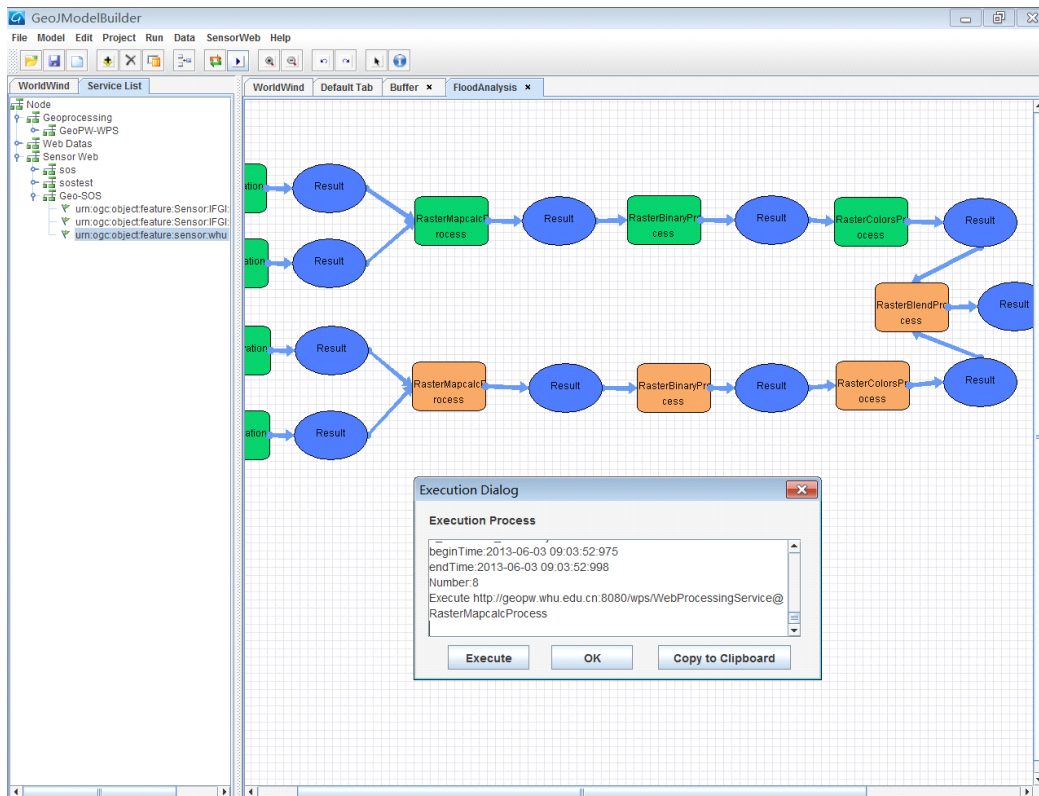 GeoJModelBuilder
File Model Edit Project Run Data SensorWeb Help
WorldWind Service List
Node
Geoprocessing
GeoPW-WPS
Web Datas
Sensor Web
sos
sostest
Geo-SOS
urn:ogc:object:feature:Sensor:IFGI:
urn:ogc:object:feature:Sensor:IFGI:
urn:ogc:object:feature:sensor:whu
WorldWind Default Tab Buffer × FloodAnalysis ×
ation
Result
RasterMapcalcP
rocess
Result
RasterBinaryPro
cess
Result
RasterColorsPr
ocess
Result
ation
Result
RasterBlendPro
cess
Result
vation
Result
RasterMapcalcP
rocess
Result
RasterBinaryPro
cess
Result
RasterColorsPr
ocess
Result
ation
Result
Execution Dialog
Execution Process
beginTime:2013-06-03 09:03:52:975
endTime:2013-06-03 09:03:52:998
Number:8
Execute http://geopw.whu.edu.cn:8080/wps/WebProcessingService@
RasterMapcalcProcess
Execute OK Copy to Clipboard